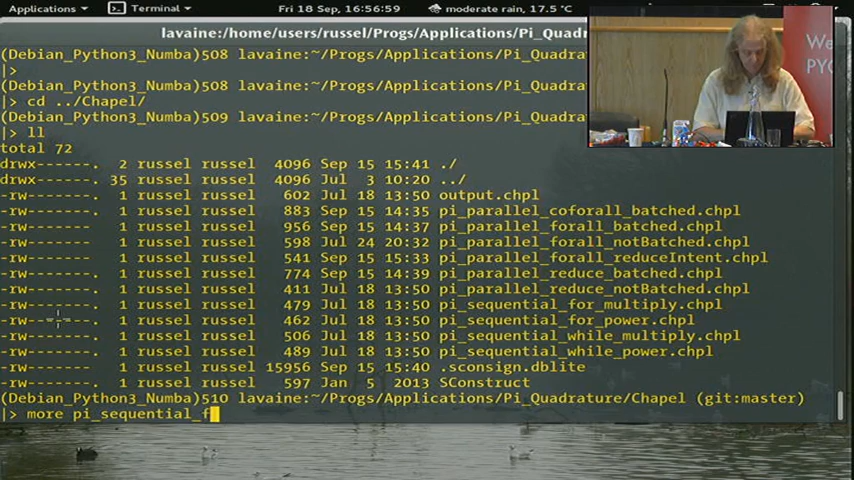 Applications Terminal Fri 18 Sep, 16:56:59 moderate rain, 17.5 °C
lavaine:/home/users/russel/Progs/Applications/Pi_Quadra
(Debian_Python3_Numba)508 lavaine:~/Progs/Applications/Pi_Quadratu
|>
(Debian_Python3_Numba)508 lavaine:~/Progs/Applications/Pi_Quadratu
|> cd ../Chapel/
(Debian_Python3_Numba)509 lavaine:~/Progs/Applications/Pi_Quadratu
|> ll
total 72
drwx------. 2 russel russel 4096 Sep 15 15:41 ./
drwx------. 35 russel russel 4096 Jul 3 10:20 ../
-rw-------. 1 russel russel 602 Jul 18 13:50 output.chpl
-rw------- 1 russel russel 883 Sep 15 14:35 pi_parallel_coforall_batched.chpl
-rw------- 1 russel russel 956 Sep 15 14:37 pi_parallel_forall_batched.chpl
-rw------- 1 russel russel 598 Jul 24 20:32 pi_parallel_forall_notBatched.chpl
-rw------- 1 russel russel 541 Sep 15 15:33 pi_parallel_forall_reduceIntent.chpl
-rw-------. 1 russel russel 774 Sep 15 14:39 pi_parallel_reduce_batched.chpl
-rw-------. 1 russel russel 411 Jul 18 13:50 pi_parallel_reduce_notBatched.chpl
-rw-------. 1 russel russel 479 Jul 18 13:50 pi_sequential_for_multiply.chpl
-rw-------. 1 russel russel 462 Jul 18 13:50 pi_sequential_for_power.chpl
-rw-------. 1 russel russel 506 Jul 18 13:50 pi_sequential_while_multiply.chpl
-rw-------. 1 russel russel 489 Jul 18 13:50 pi_sequential_while_power.chpl
-rw-------. 1 russel russel 15956 Sep 15 15:40 .sconsign.dblite
-rw-------. 1 russel russel 597 Jan 5 2013 SConstruct
(Debian_Python3_Numba)510 lavaine:~/Progs/Applications/Pi_Quadrature/Chapel (git:master)
|> more pi_sequential_f
We
PYC